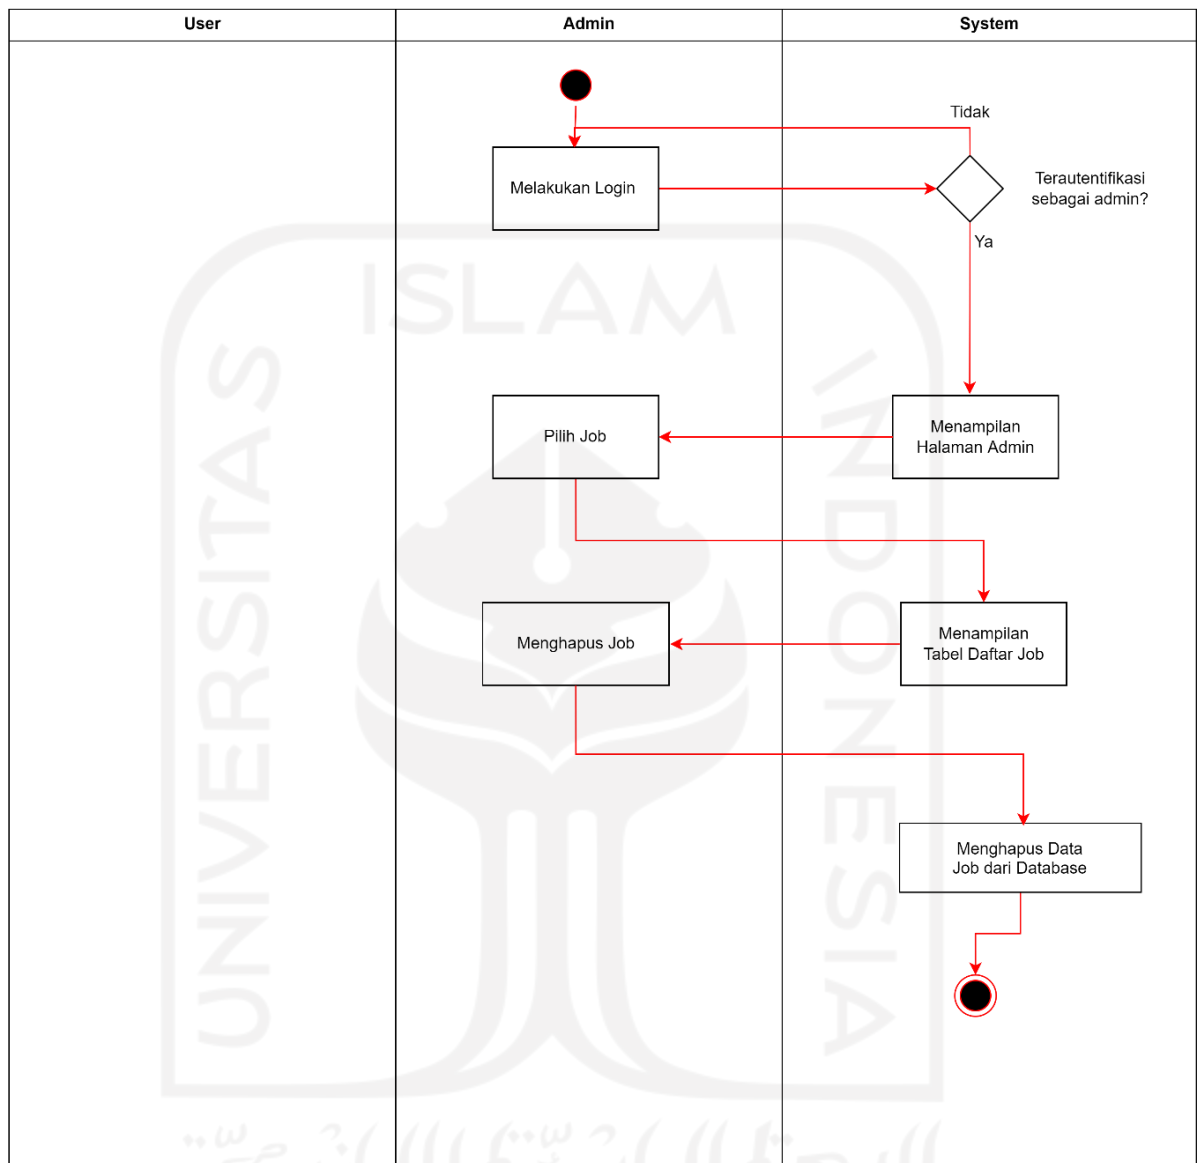 User
Admin
System
Tidak
Melakukan Login
Terautentifikasi
sebagai admin?
Ya
ISLAM
UNIVERSITAS
INDONESIA
Pilih Job
Menampilan
Halaman Admin
Menghapus Job
Menampilan
Tabel Daftar Job
Menghapus Data
Job dari Database